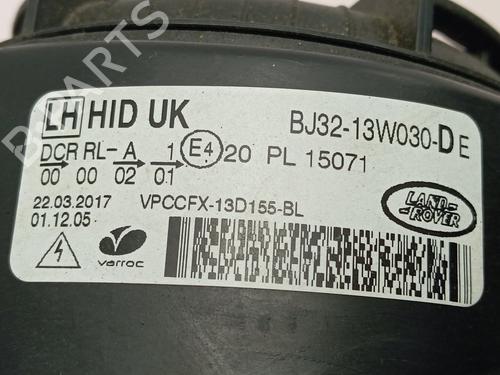 B-PARTS
LH HID UK
BJ32-13W030-D E
DCR RL- A 1 E4 20 PL 15071
00 00 02 01
22.03.2017 VPCCFX-13D155-BL
01.12.05
LAND-
-ROVER
varroc